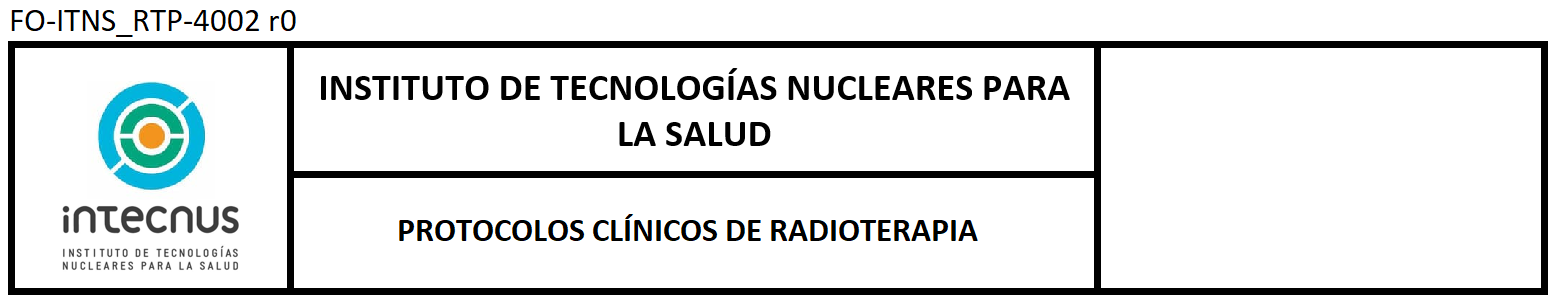 FO-ITNS_RTP-4002 r0
INSTITUTO DE TECNOLOGÍAS NUCLEARES PARA
LA SALUD
intecnus
INSTITUTO DE TECNOLOGÍAS
NUCLEARES PARA LA SALUD
PROTOCOLOS CLÍNICOS DE RADIOTERAPIA